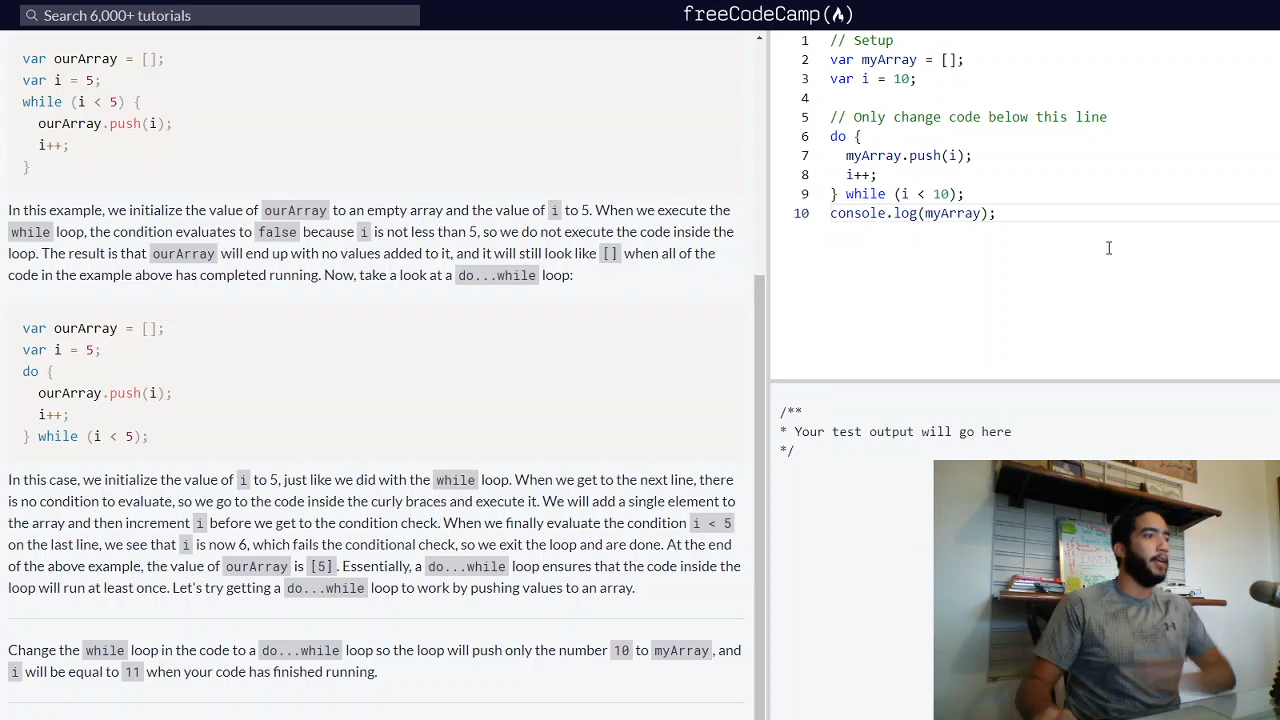 Search 6,000+ tutorials
freeCodeCamp
var ourArray = [];
var i = 5;
while (i < 5) {
ourArray.push(i);
i++;
}
In this example, we initialize the value of ourArray to an empty array and the value of i to 5. When we execute the
while loop, the condition evaluates to false because i is not less than 5, so we do not execute the code inside the
loop. The result is that ourArray will end up with no values added to it, and it will still look like [] when all of the
code in the example above has completed running. Now, take a look at a do...while loop:
var ourArray = [];
var i = 5;
do {
ourArray.push(i);
i++;
} while (i < 5);
In this case, we initialize the value of i to 5, just like we did with the while loop. When we get to the next line, there
is no condition to evaluate, so we go to the code inside the curly braces and execute it. We will add a single element to
the array and then increment i before we get to the condition check. When we finally evaluate the condition i < 5
on the last line, we see that i is now 6, which fails the conditional check, so we exit the loop and are done. At the end
of the above example, the value of ourArray is [5]. Essentially, a do...while loop ensures that the code inside the
loop will run at least once. Let's try getting a do...while loop to work by pushing values to an array.
Change the while loop in the code to a do...while loop so the loop will push only the number 10 to myArray, and
i will be equal to 11 when your code has finished running.
1 // Setup
2 var myArray = [];
3 var i = 10;
4
5 // Only change code below this line
6 do {
7 myArray.push(i);
8 i++;
9 } while (i < 10);
10 console.log(myArray);
/**
* Your test output will go here
*/